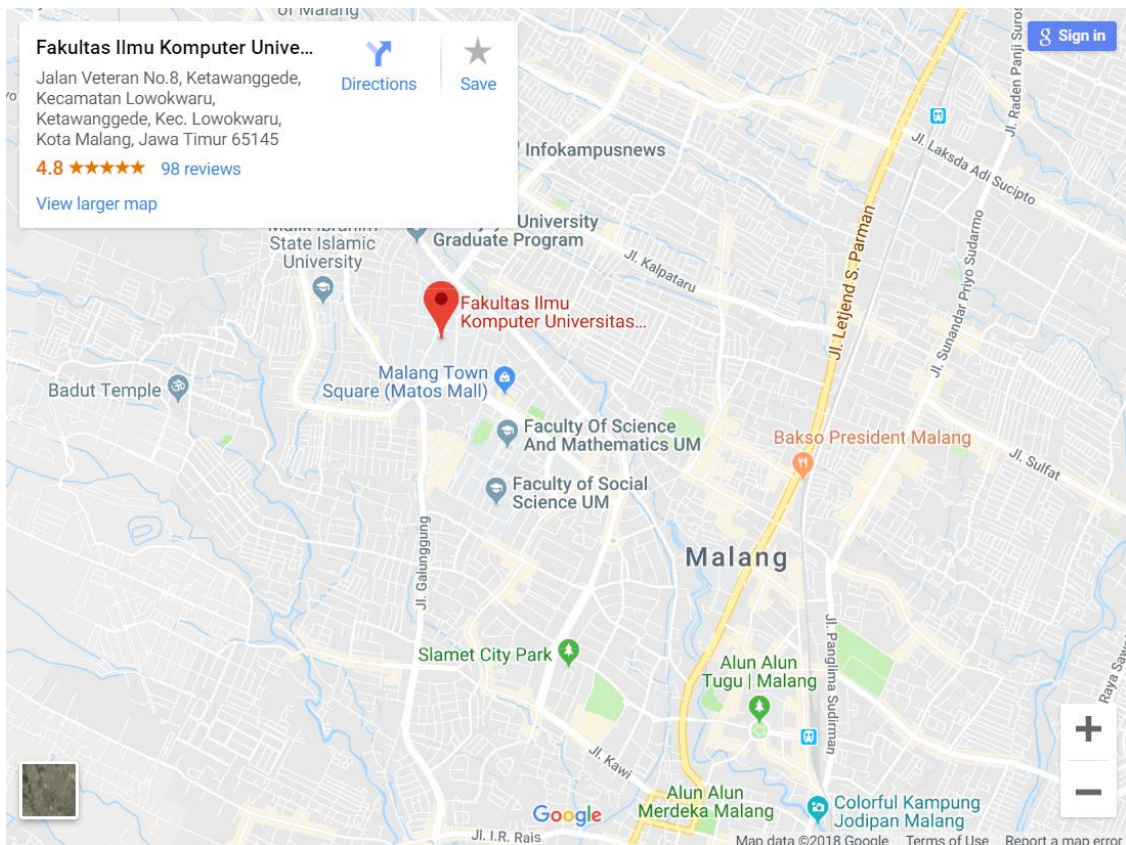 of Malang
Fakultas Ilmu Komputer Unive...
Jalan Veteran No.8, Ketawanggede,
Kecamatan Lowokwaru,
Ketawanggede, Kec. Lowokwaru,
Kota Malang, Jawa Timur 65145
4.8 ★★★★★ 98 reviews
View larger map
Directions
Save
g Sign in
Jl. Raden Panji Suros
Jl. Laksda Adi Sucipto
Infokampusnews
University
Graduate Program
Malik Ibrahim
State Islamic
University
Jl. Kalpataru
Jl. Letjend S. Parman
Jl. Sunandar Priyo Sudarmo
Fakultas Ilmu
Komputer Universitas...
Malang Town
Square (Matos Mall)
Badut Temple
Faculty Of Science
And Mathematics UM
Bakso President Malang
Jl. Sulfat
Faculty of Social
Science UM
Malang
Jl. Galunggung
Slamet City Park
Alun Alun
Tugu | Malang
Jl. Panglima Sudirman
Raya Sawo
Jl. Kawi
Alun Alun
Merdeka Malang
Colorful Kampung
Jodipan Malang
Google
Jl. I.R. Rais
Map data ©2018 Google Terms of Use Report a map error